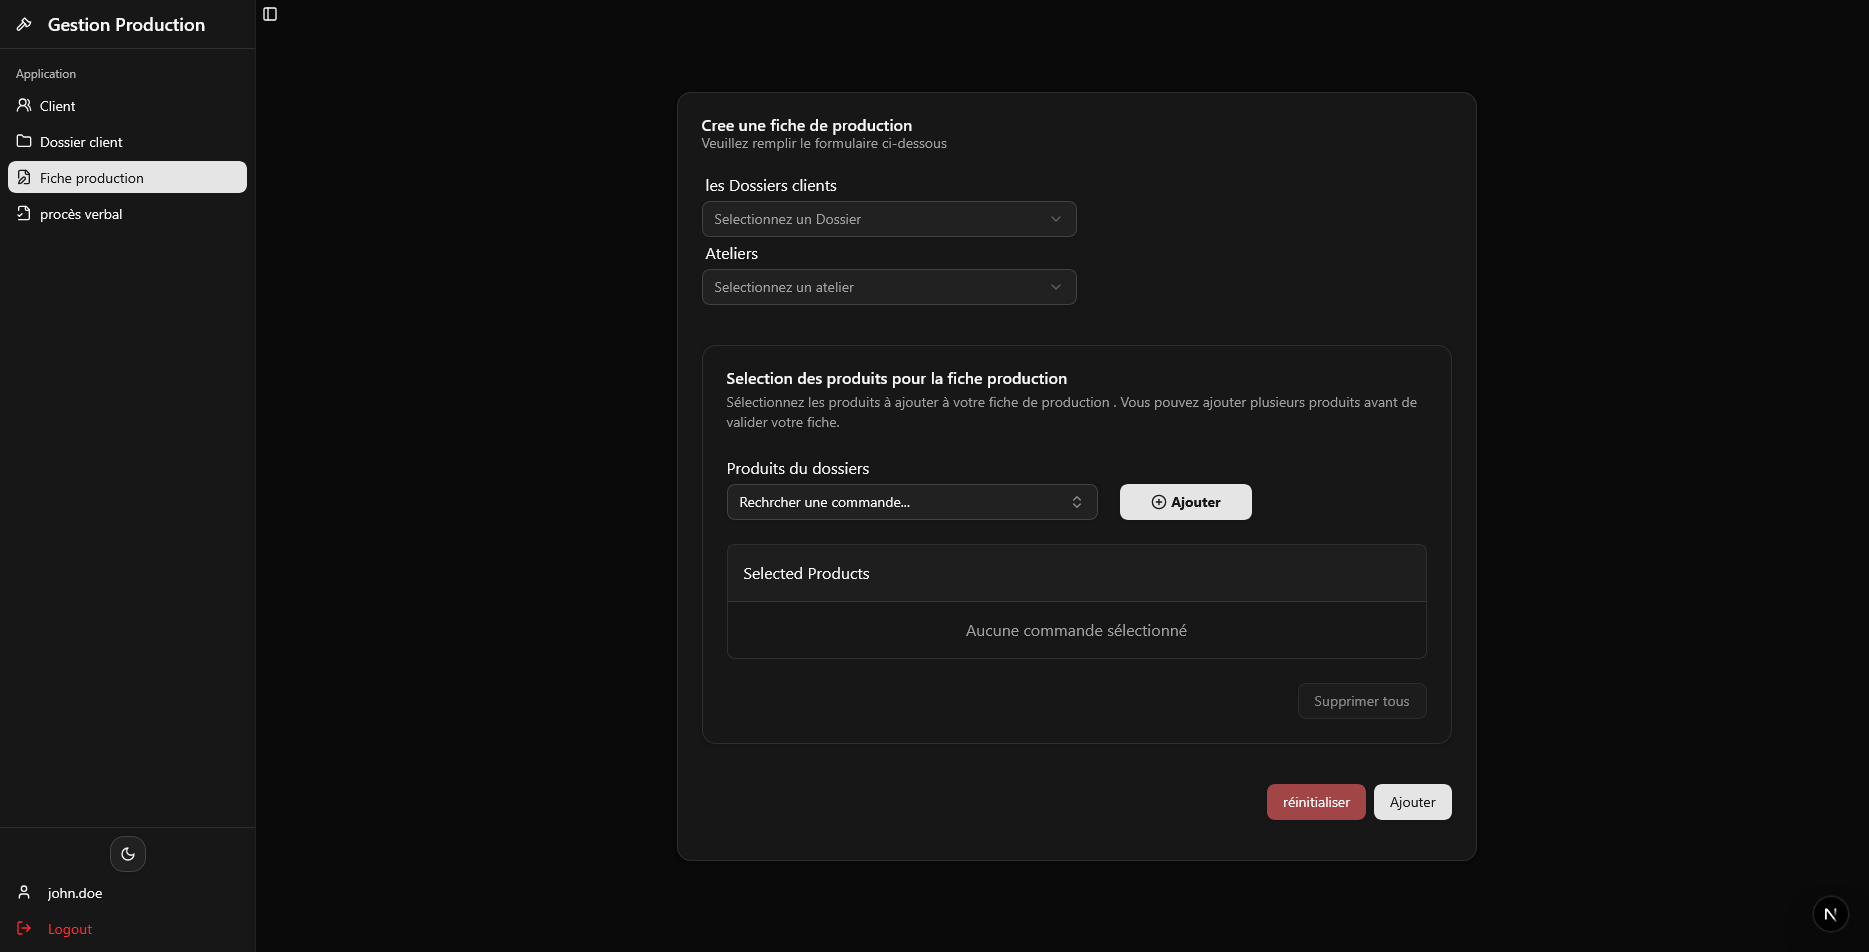 Gestion Production
Application
Client
Dossier client
Fiche production
procès verbal
john.doe
Logout
Cree une fiche de production
Veuillez remplir le formulaire ci-dessous
les Dossiers clients
Selectionnez un Dossier
Ateliers
Selectionnez un atelier
Selection des produits pour la fiche production
Sélectionnez les produits à ajouter à votre fiche de production . Vous pouvez ajouter plusieurs produits avant de
valider votre fiche.
Produits du dossiers
Rechrcher une commande...
Ajouter
Selected Products
Aucune commande sélectionné
Supprimer tous
réinitialiser
Ajouter
N